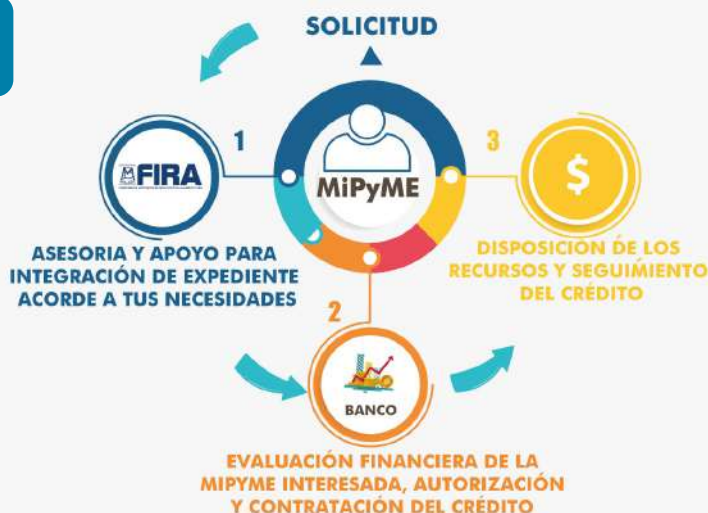 SOLICITUD
1
FIRA
ASESORIA Y APOYO PARA
INTEGRACIÓN DE EXPEDIENTE
ACORDE A TUS NECESIDADES
MiPyME
3
$
DISPOSICIÓN DE LOS
RECURSOS Y SEGUIMIENTO
DEL CRÉDITO
2
BANCO
EVALUACIÓN FINANCIERA DE LA
MIPYME INTERESADA, AUTORIZACIÓN
Y CONTRATACIÓN DEL CRÉDITO